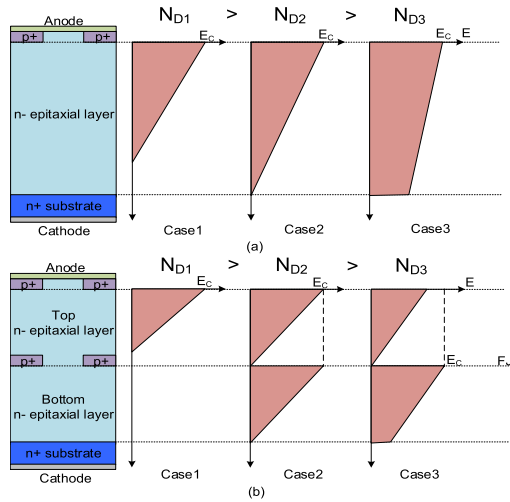 Anode
N_D1 > N_D2 > N_D3
p+ p+ E_C E_C E_C E
n- epitaxial layer
n+ substrate
Cathode Case1 Case2 Case3
(a)
Anode
N_D1 > N_D2 > N_D3
p+ p+ E_C E_C E
Top
n- epitaxial layer
p+ p+ E_C
Bottom
n- epitaxial layer
n+ substrate
Cathode Case1 Case2 Case3
(b)